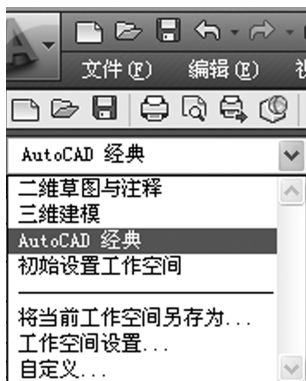 文件(F) 编辑(E)
AutoCAD 经典
二维草图与注释
三维建模
AutoCAD 经典
初始设置工作空间
将当前工作空间另存为...
工作空间设置...
自定义...